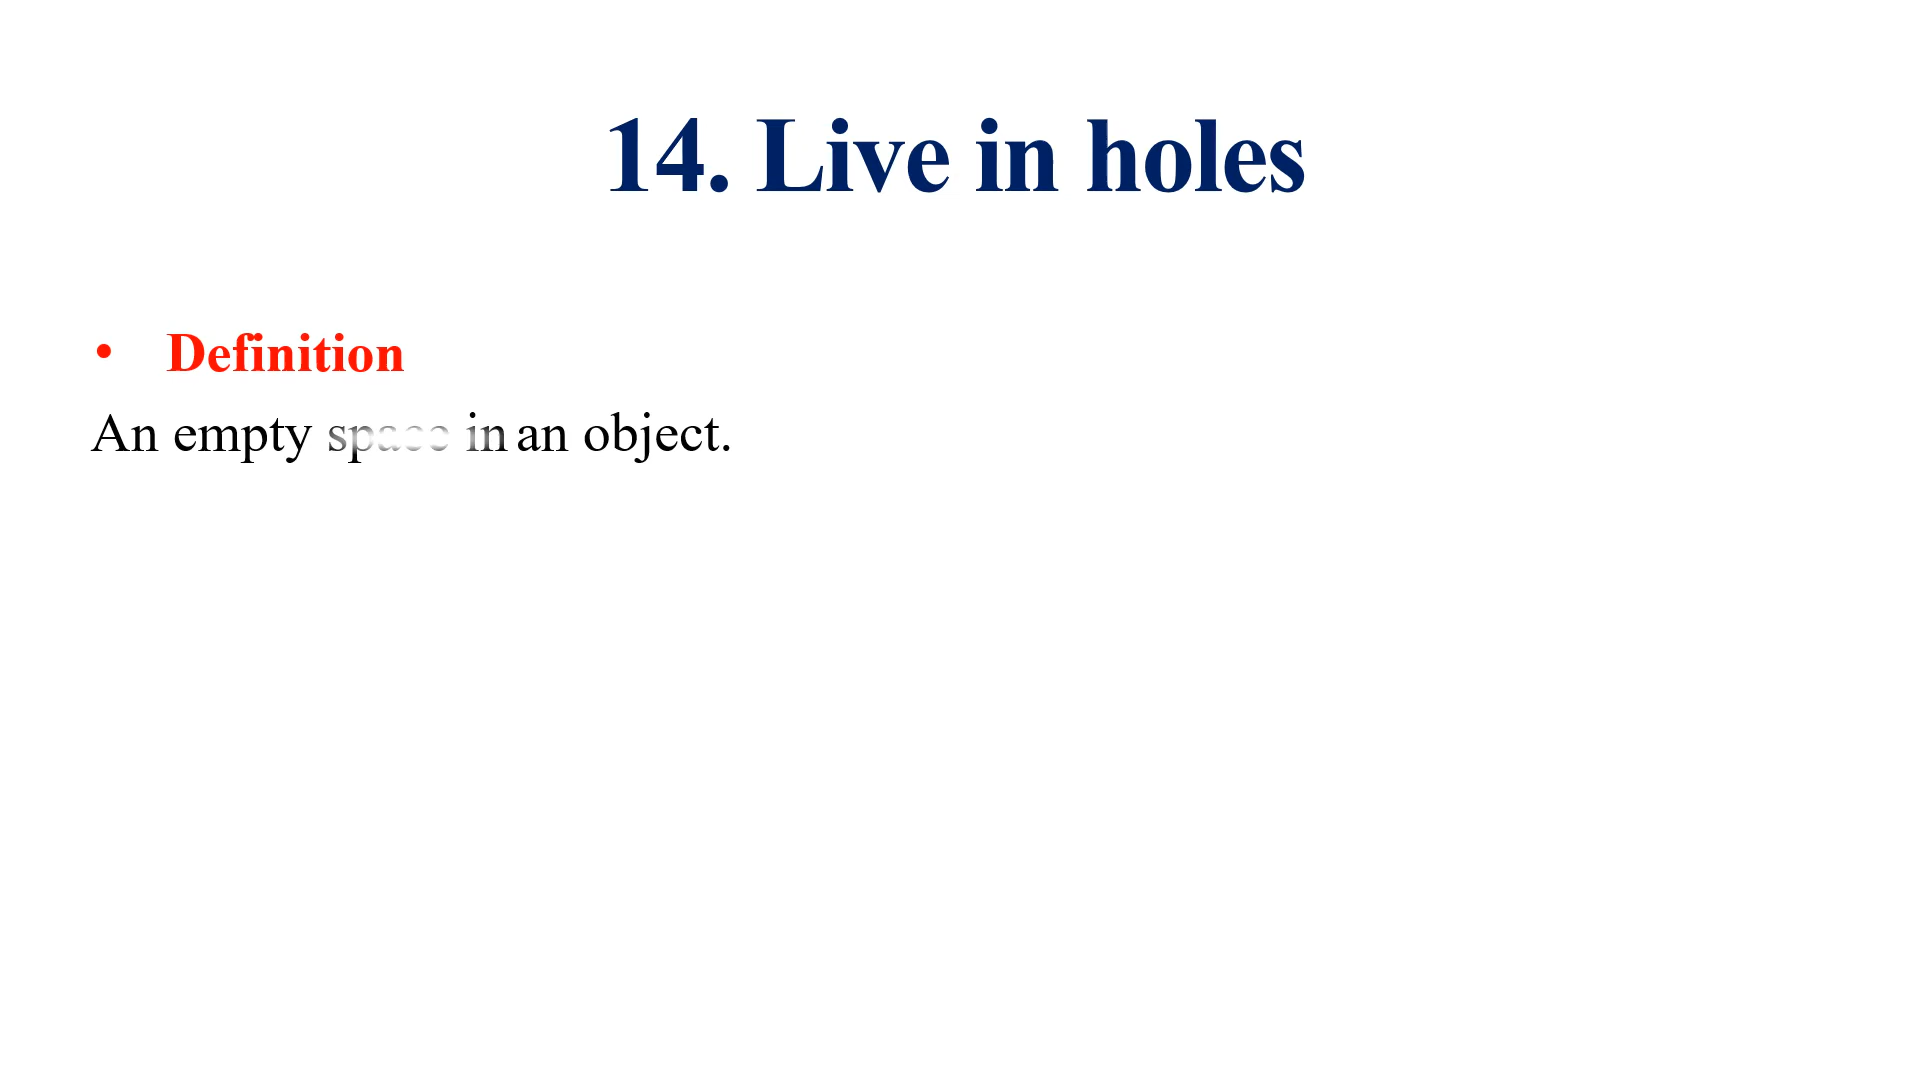 14. Live in holes
• Definition
An empty space in an object.